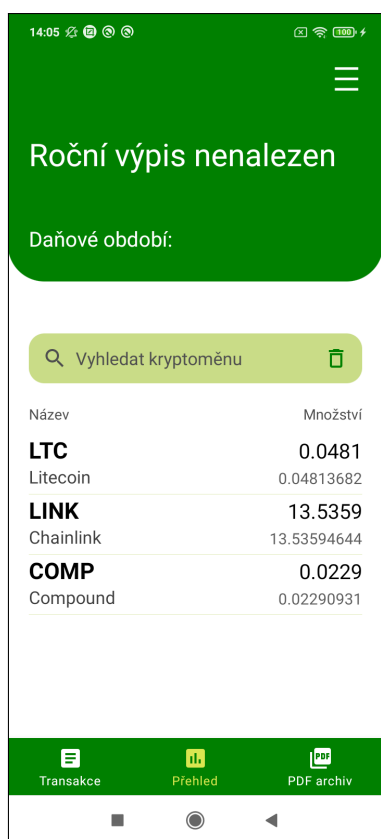 14:05
100
Roční výpis nenalezen
Daňové období:
Vyhledat kryptoměnu
Název Množství
LTC 0.0481
Litecoin 0.04813682
LINK 13.5359
Chainlink 13.53594644
COMP 0.0229
Compound 0.02290931
PDF
Transakce Přehled PDF archiv